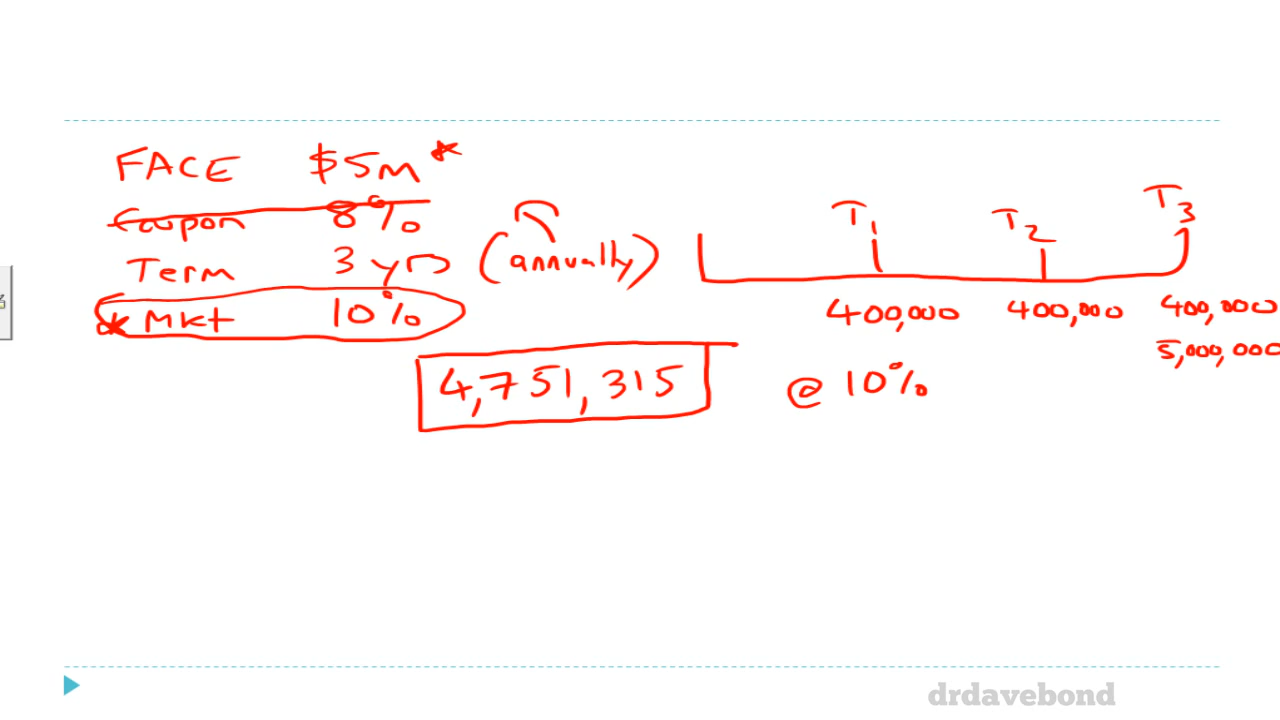 FACE $5M*
Coupon 8%
Term 3 yrs (annually)
* Mkt 10%
T1 T2 T3
400,000 400,000 400,000
5,000,000
4,751,315 @ 10%
drdavebond